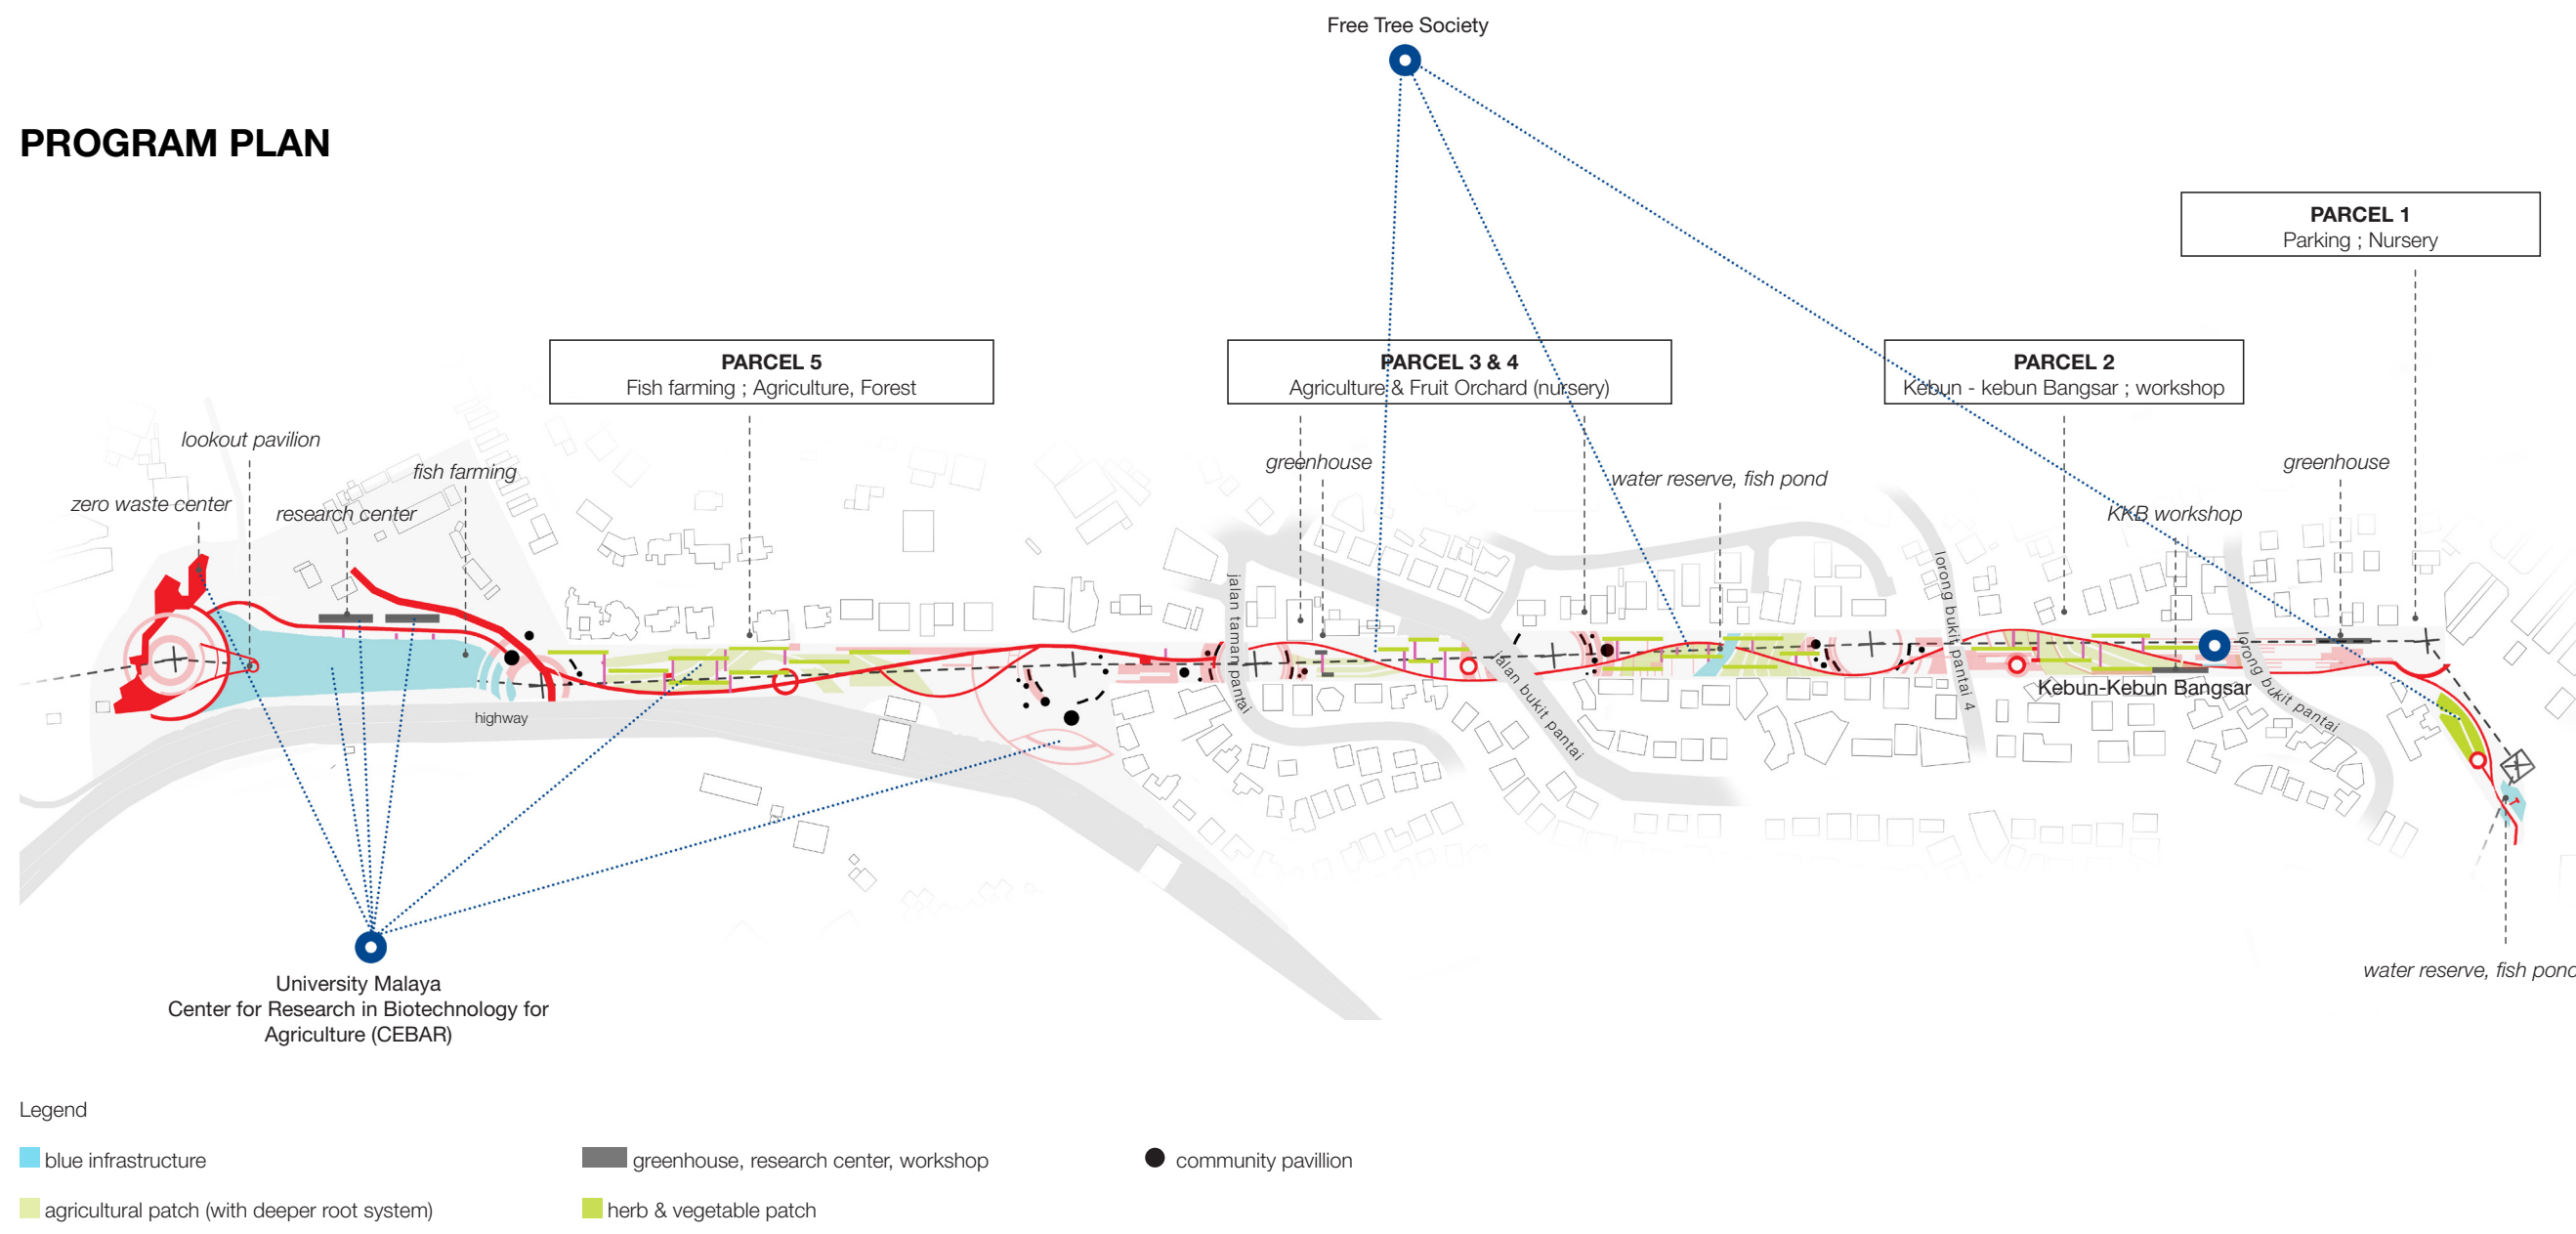 Free Tree Society
PROGRAM PLAN
PARCEL 1
Parking ; Nursery
PARCEL 5
Fish farming ; Agriculture, Forest
PARCEL 3 & 4
Agriculture & Fruit Orchard (nursery)
PARCEL 2
Kebun - kebun Bangsar ; workshop
lookout pavilion
fish farming
zero waste center
research center
greenhouse
water reserve, fish pond
greenhouse
KKB workshop
jalan taman pantai
jalan bukit pantai
lorong bukit pantai 4
lorong bukit pantai
Kebun-Kebun Bangsar
highway
water reserve, fish pond
University Malaya
Center for Research in Biotechnology for
Agriculture (CEBAR)
Legend
blue infrastructure
greenhouse, research center, workshop
community pavillion
agricultural patch (with deeper root system)
herb & vegetable patch